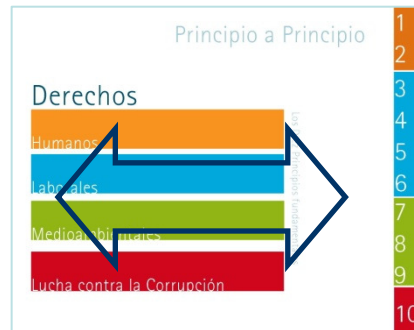 Principio a Principio
Derechos
Humanos
Laborales
Medioambientales
Lucha contra la Corrupción
1
2
3
4
5
6
7
8
9
10